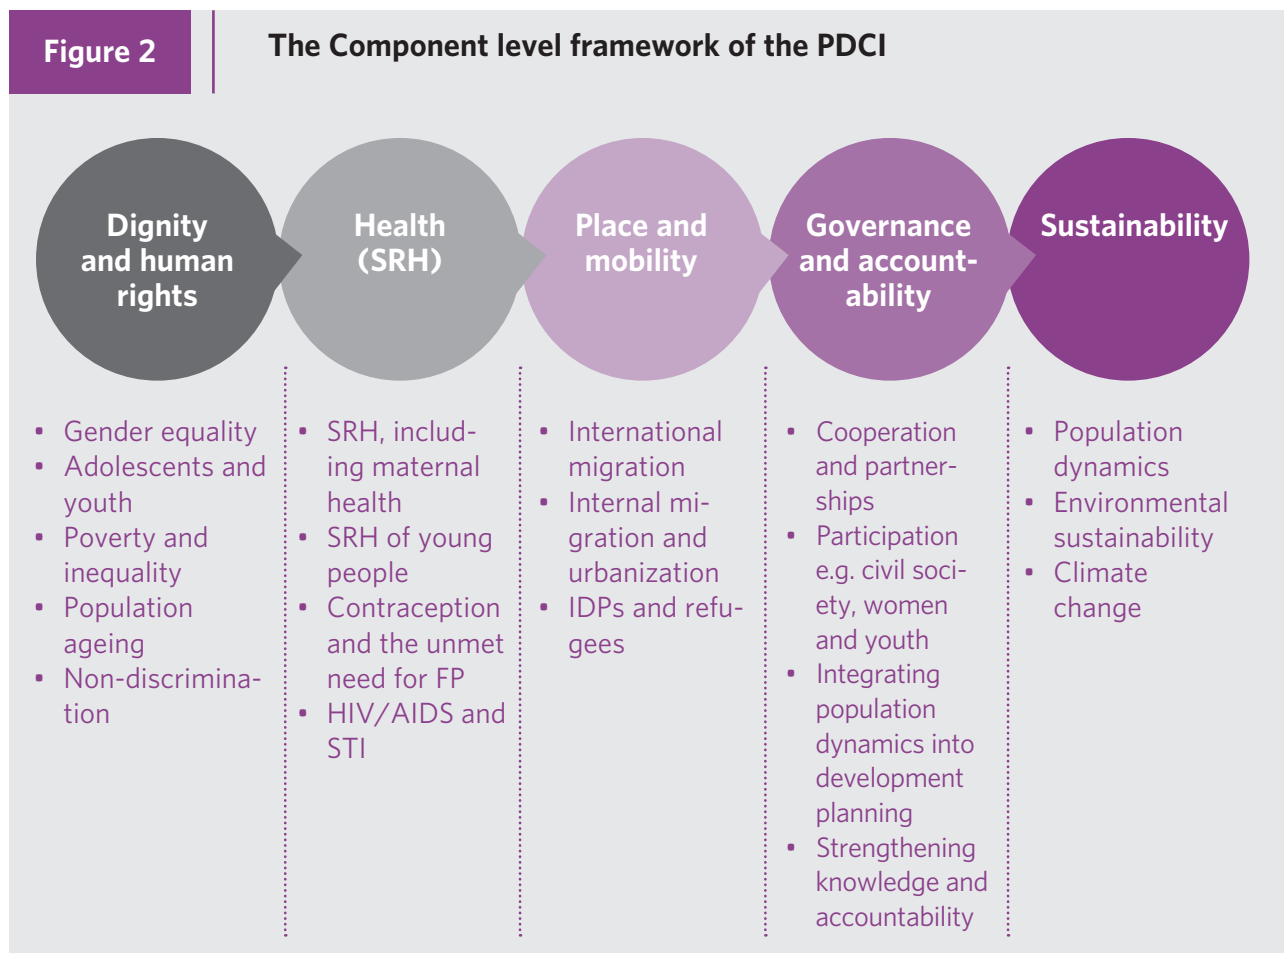 Figure 2
The Component level framework of the PDCI
Dignity
and human
rights
Health
(SRH)
Place and
mobility
Governance
and account-
ability
Sustainability
• Gender equality
• Adolescents and
youth
• Poverty and
inequality
• Population
ageing
• Non-discrimina-
tion
• SRH, includ-
ing maternal
health
• SRH of young
people
• Contraception
and the unmet
need for FP
• HIV/AIDS and
STI
• International
migration
• Internal mi-
gration and
urbanization
• IDPs and refu-
gees
• Cooperation
and partner-
ships
• Participation
e.g. civil soci-
ety, women
and youth
• Integrating
population
dynamics into
development
planning
• Strengthening
knowledge and
accountability
• Population
dynamics
• Environmental
sustainability
• Climate
change